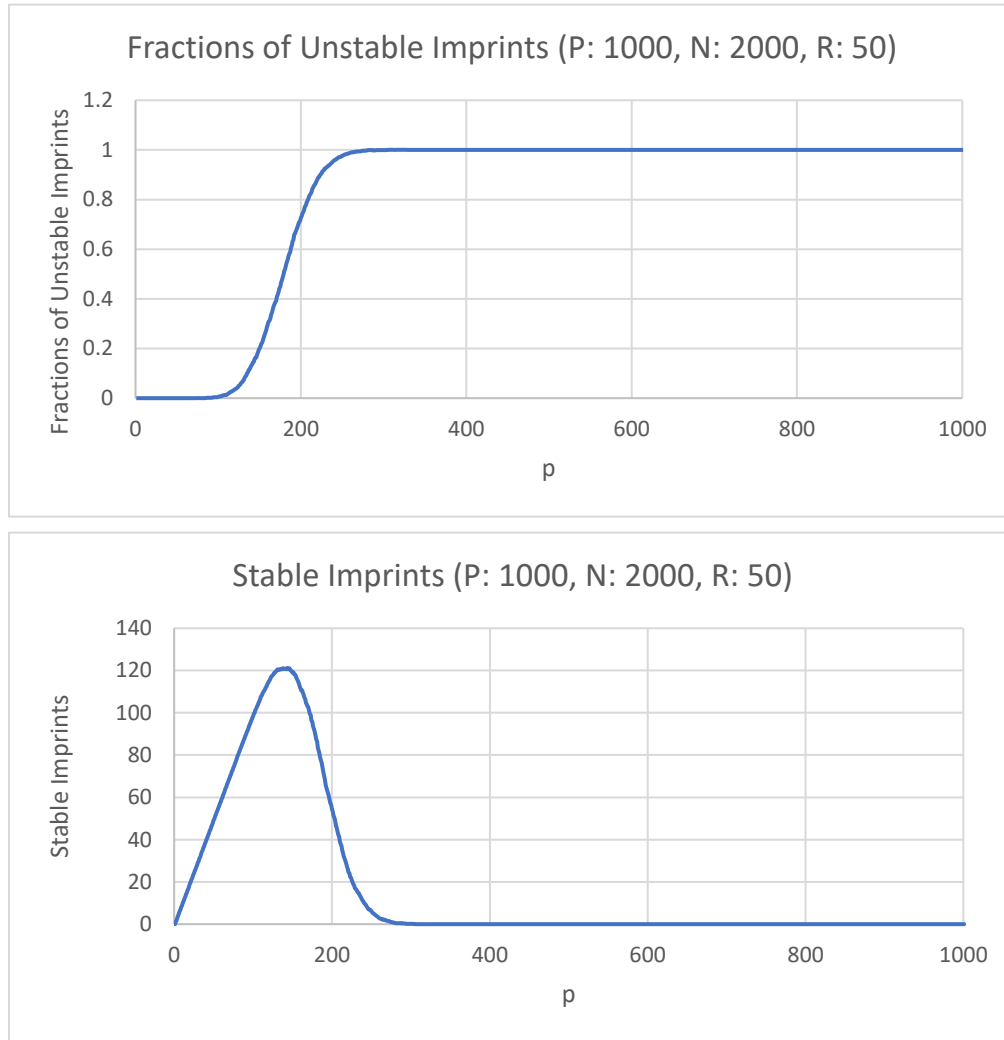 Fractions of Unstable Imprints (P: 1000, N: 2000, R: 50)
Fractions of Unstable Imprints
1.2
1
0.8
0.6
0.4
0.2
0
0 200 400 600 800 1000
p
Stable Imprints (P: 1000, N: 2000, R: 50)
Stable Imprints
140
120
100
80
60
40
20
0
0 200 400 600 800 1000
p